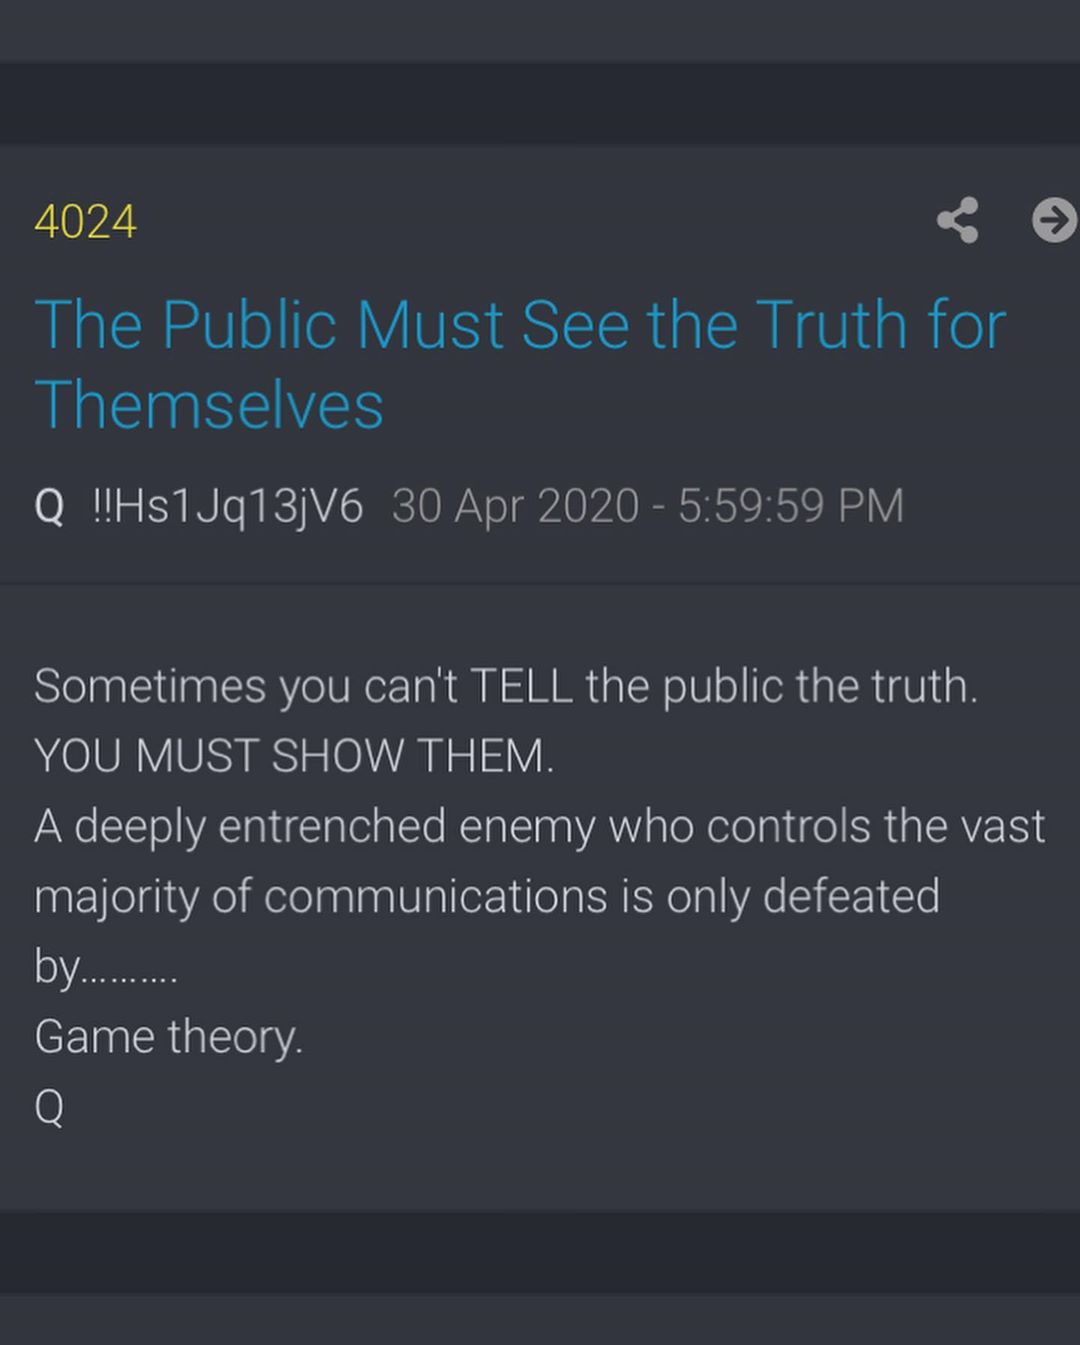 4024
The Public Must See the Truth for
Themselves
Q !!Hs1Jq13jV6 30 Apr 2020 - 5:59:59 PM
Sometimes you can't TELL the public the truth.
YOU MUST SHOW THEM.
A deeply entrenched enemy who controls the vast
majority of communications is only defeated
by……….
Game theory.
Q